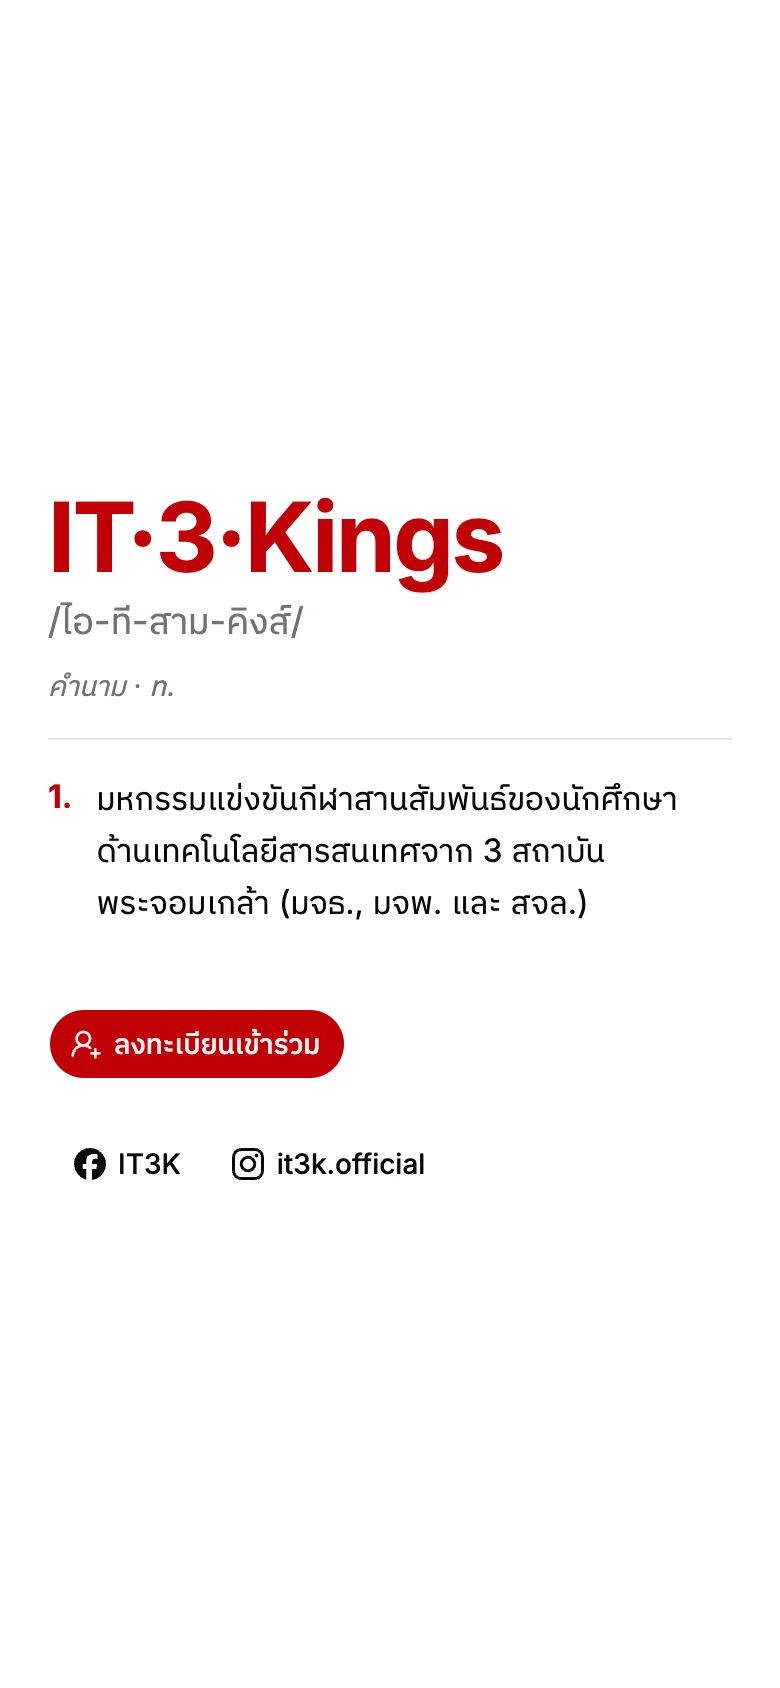 IT·3·Kings
/ไอ-ที-สาม-คิงส์/
คำนาม · ท.
1. มหกรรมแข่งขันกีฬาสานสัมพันธ์ของนักศึกษา
ด้านเทคโนโลยีสารสนเทศจาก 3 สถาบัน
พระจอมเกล้า (มจธ., มจพ. และ สจล.)
ลงทะเบียนเข้าร่วม
IT3K it3k.official